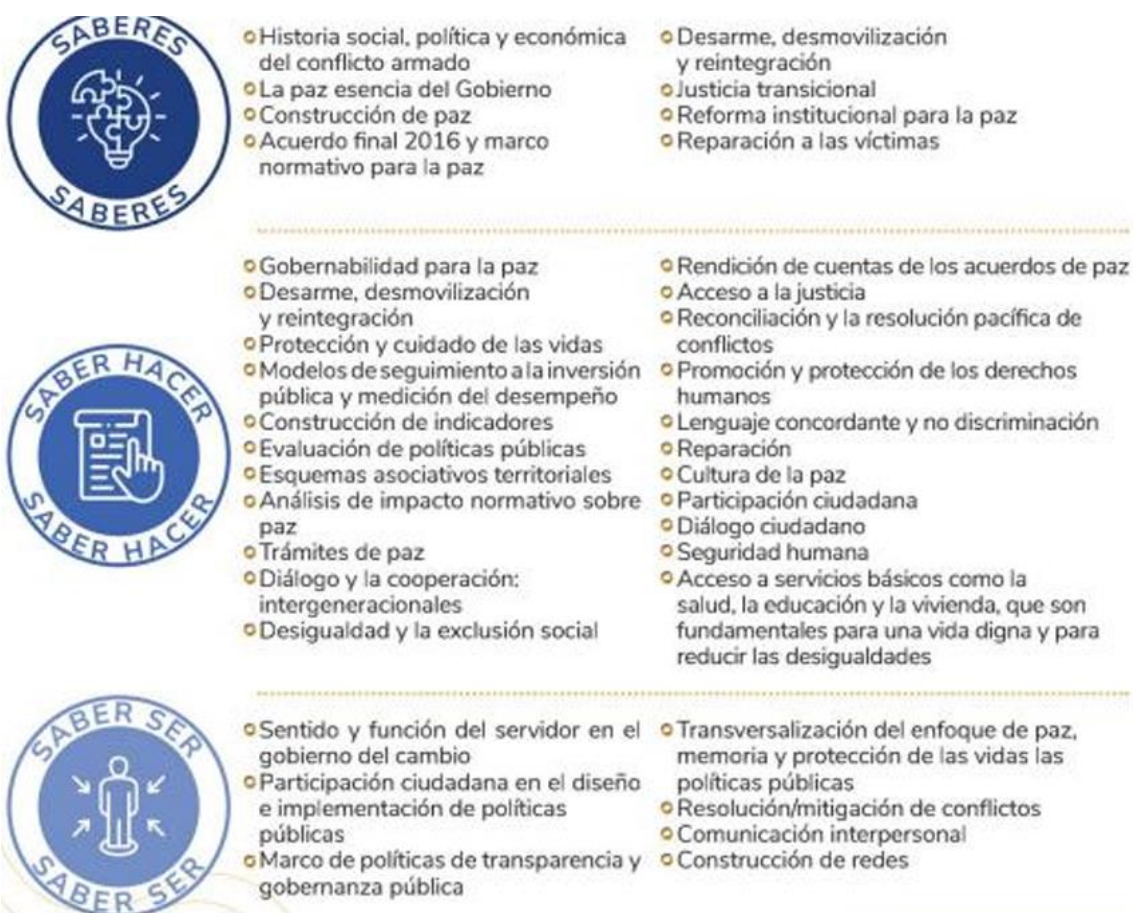 SABERES
SABERES
Historia social, política y económica
del conflicto armado
La paz esencia del Gobierno
Construcción de paz
Acuerdo final 2016 y marco
normativo para la paz
Desarme, desmovilización
y reintegración
Justicia transicional
Reforma institucional para la paz
Reparación a las víctimas
SABER HACER
SABER HACER
Gobernabilidad para la paz
Desarme, desmovilización
y reintegración
Protección y cuidado de las vidas
Modelos de seguimiento a la inversión
pública y medición del desempeño
Construcción de indicadores
Evaluación de políticas públicas
Esquemas asociativos territoriales
Análisis de impacto normativo sobre
paz
Trámites de paz
Diálogo y la cooperación:
intergeneracionales
Desigualdad y la exclusión social
Rendición de cuentas de los acuerdos de paz
Acceso a la justicia
Reconciliación y la resolución pacífica de
conflictos
Promoción y protección de los derechos
humanos
Lenguaje concordante y no discriminación
Reparación
Cultura de la paz
Participación ciudadana
Diálogo ciudadano
Seguridad humana
Acceso a servicios básicos como la
salud, la educación y la vivienda, que son
fundamentales para una vida digna y para
reducir las desigualdades
SABER SER
SABER SER
Sentido y función del servidor en el
gobierno del cambio
Participación ciudadana en el diseño
e implementación de políticas
públicas
Marco de políticas de transparencia y
gobernanza pública
Transversalización del enfoque de paz,
memoria y protección de las vidas las
políticas públicas
Resolución/mitigación de conflictos
Comunicación interpersonal
Construcción de redes